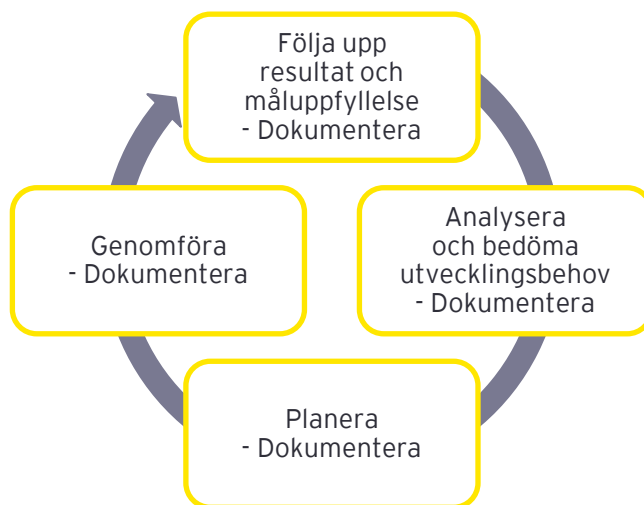 Följa upp
resultat och
måluppfyllelse
- Dokumentera
Analysera
och bedöma
utvecklingsbehov
- Dokumentera
Planera
- Dokumentera
Genomföra
- Dokumentera